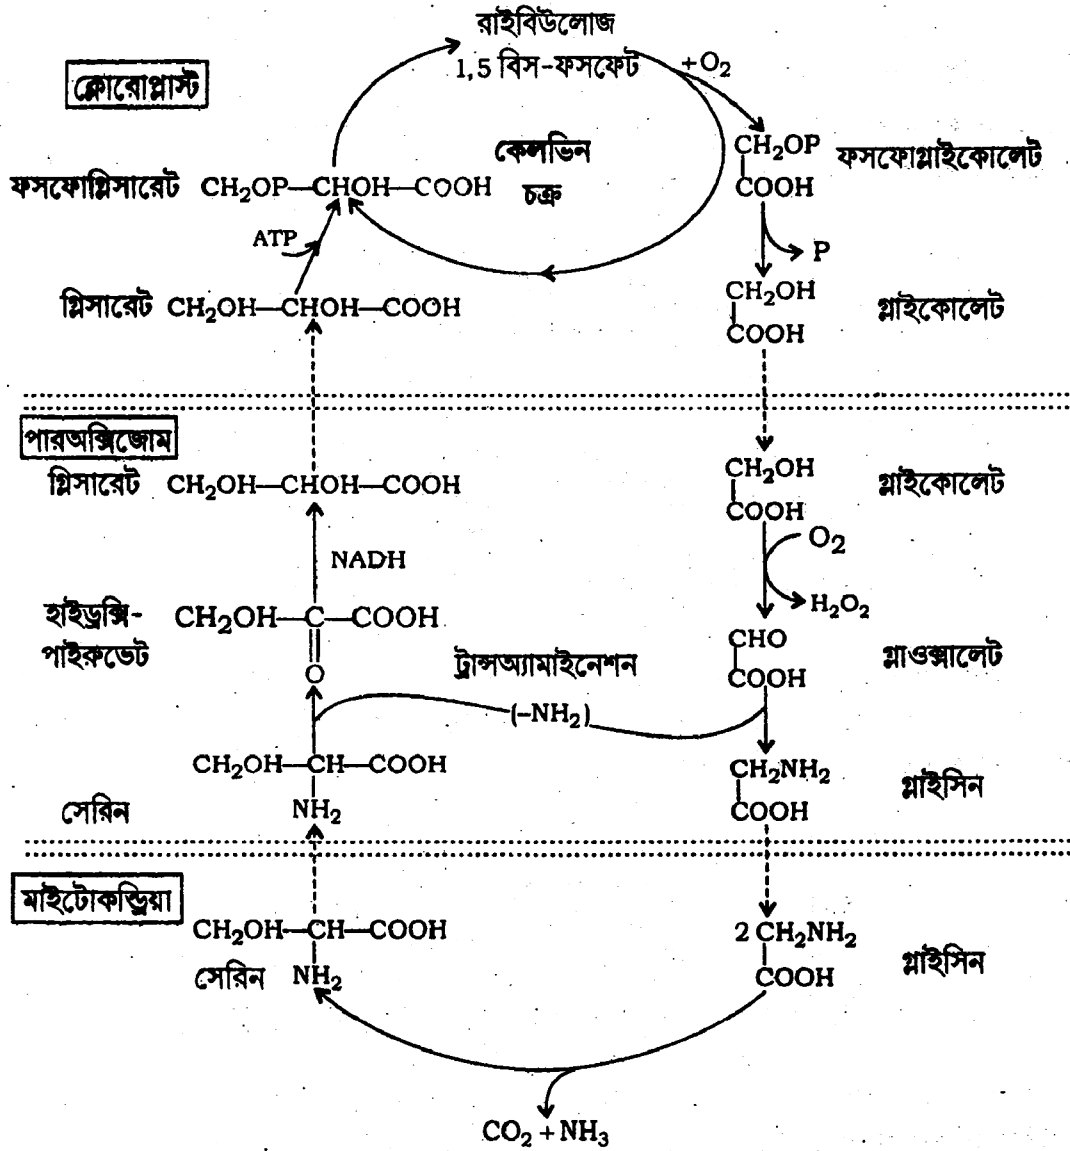 রাইবিউলোজ
1,5 বিস-ফসফেট
+O₂
ক্লোরোপ্লাস্ট
কেলভিন
চক্র
CH₂OP
COOH
ফসফোগ্লাইকোলেট
ফসফোগ্লিসারেট CH₂OP—CHOH—COOH
ATP
P
গ্লিসারেট CH₂OH—CHOH—COOH
CH₂OH
COOH
গ্লাইকোলেট
পারঅক্সিজোম
গ্লিসারেট CH₂OH—CHOH—COOH
CH₂OH
COOH
গ্লাইকোলেট
O₂
NADH
H₂O₂
হাইড্রক্সি-
পাইরুভেট
CH₂OH—C—COOH
O
CHO
COOH
গ্লাওক্সালেট
ট্রান্সঅ্যামাইনেশন
(–NH₂)
CH₂OH—CH—COOH
NH₂
সেরিন
CH₂NH₂
COOH
গ্লাইসিন
মাইটোকন্ড্রিয়া
CH₂OH—CH—COOH
সেরিন NH₂
2 CH₂NH₂
COOH
গ্লাইসিন
CO₂ + NH₃